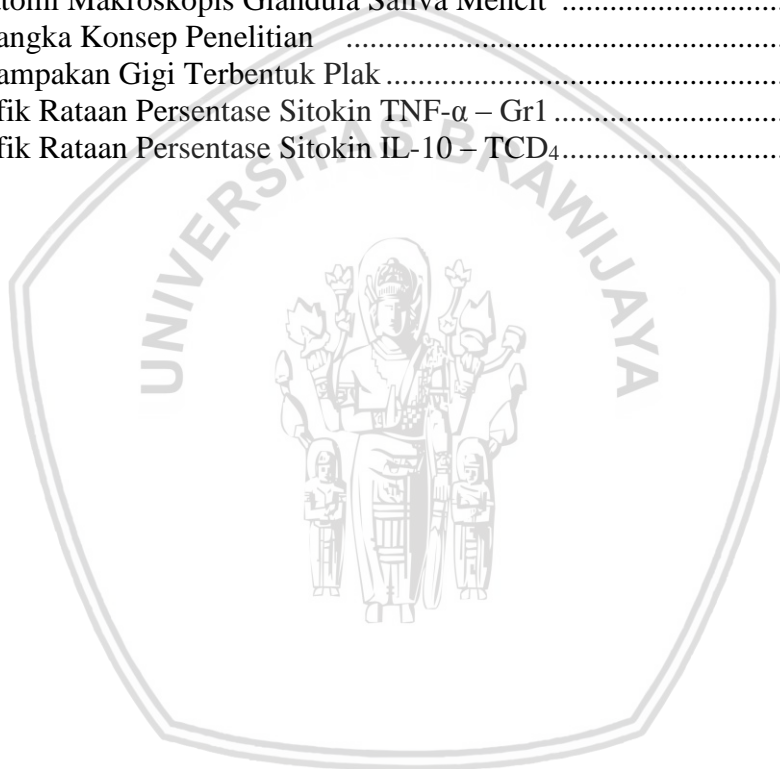 atomi Makroskopis Glandula Saliva Mencit ........................................
angka Konsep Penelitian ........................................
ampakan Gigi Terbentuk Plak ........................................
fik Rataan Persentase Sitokin TNF-α – Gr1 ........................................
fik Rataan Persentase Sitokin IL-10 – TCD₄ ........................................
UNIVERSITAS BRAWIJAYA